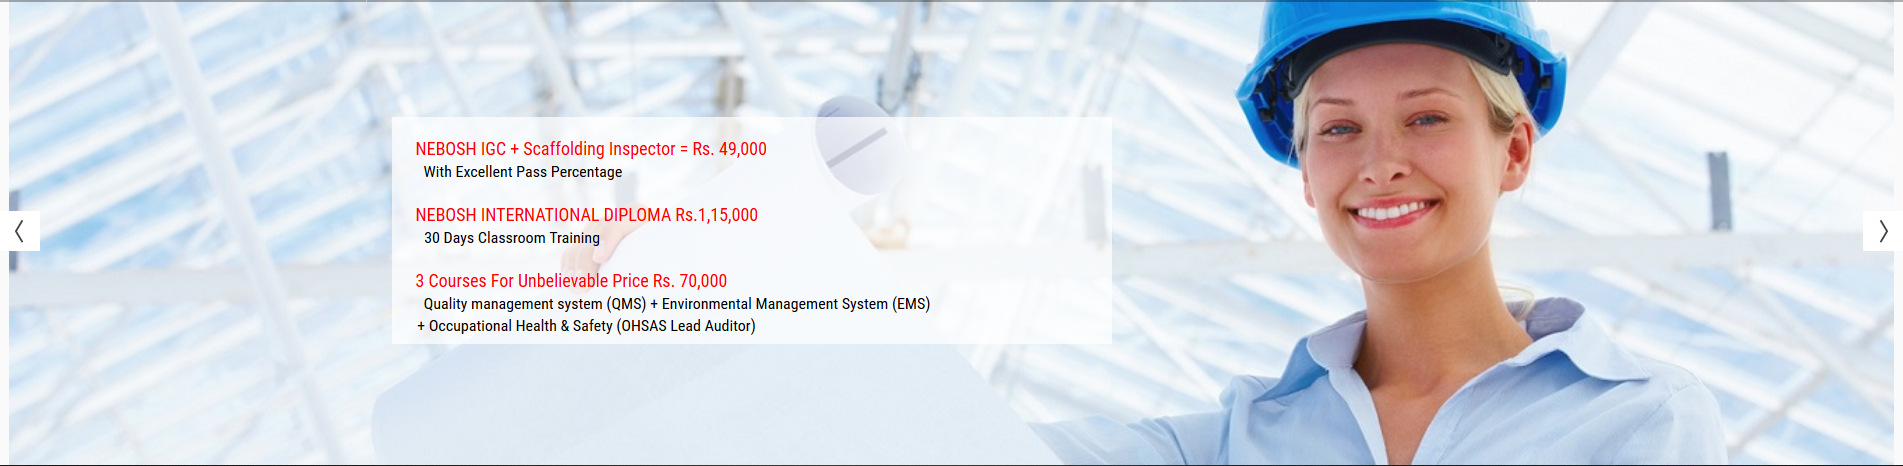 NEBOSH IGC + Scaffolding Inspector = Rs. 49,000
With Excellent Pass Percentage
NEBOSH INTERNATIONAL DIPLOMA Rs.1,15,000
30 Days Classroom Training
3 Courses For Unbelievable Price Rs. 70,000
Quality management system (QMS) + Environmental Management System (EMS)
+ Occupational Health & Safety (OHSAS Lead Auditor)